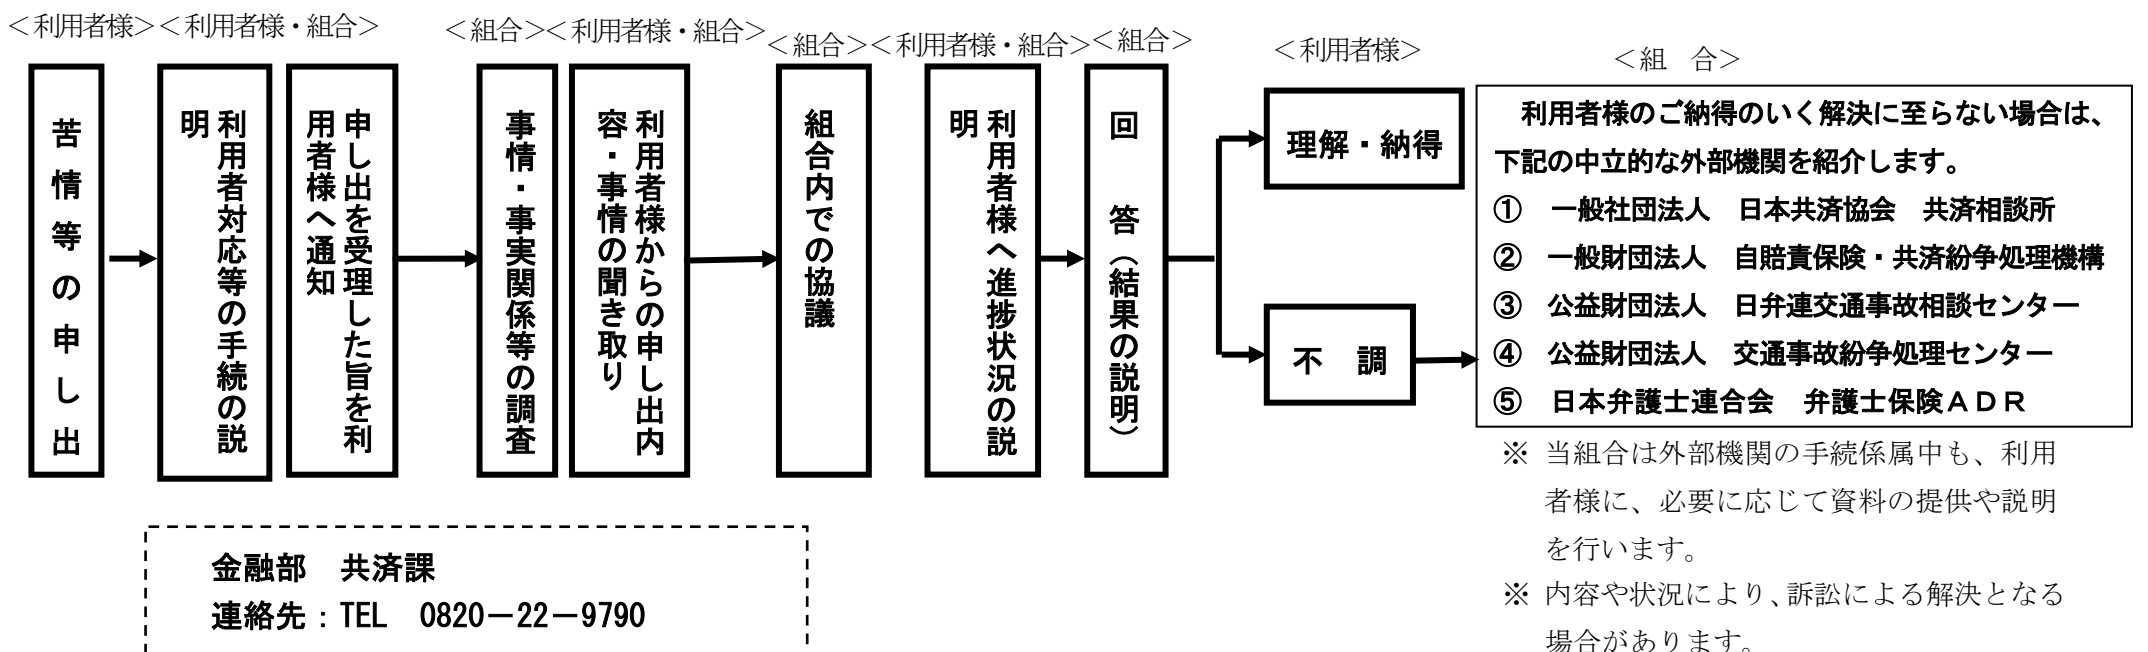 ＜利用者様＞＜利用者様・組合＞
＜組合＞＜利用者様・組合＞
＜組合＞＜利用者様・組合＞＜組合＞
＜利用者様＞
＜組　合＞
苦情等の申し出
利用者対応等の手続の説
明
申し出を受理した旨を利
用者様へ通知
事情・事実関係等の調査
利用者様からの申し出内
容・事情の聞き取り
組合内での協議
利用者様へ進捗状況の説
明
回　答（結果の説明）
理解・納得
不　調
利用者様のご納得のいく解決に至らない場合は、
下記の中立的な外部機関を紹介します。
①　一般社団法人　日本共済協会　共済相談所
②　一般財団法人　自賠責保険・共済紛争処理機構
③　公益財団法人　日弁連交通事故相談センター
④　公益財団法人　交通事故紛争処理センター
⑤　日本弁護士連合会　弁護士保険ＡＤＲ
※ 当組合は外部機関の手続係属中も、利用
者様に、必要に応じて資料の提供や説明
を行います。
※ 内容や状況により、訴訟による解決となる
場合があります。
金融部　共済課
連絡先：TEL　0820－22－9790